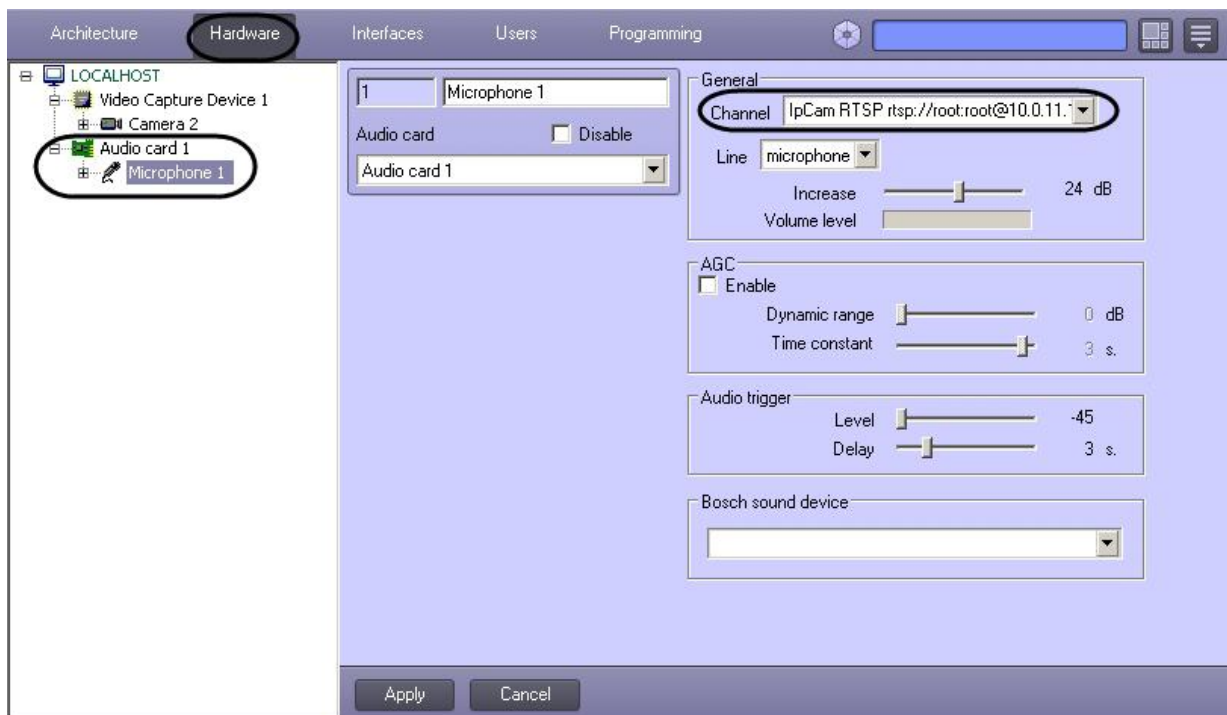 Architecture Hardware Interfaces Users Programming
LOCALHOST
Video Capture Device 1
Camera 2
Audio card 1
Microphone 1
1 Microphone 1
Audio card Disable
Audio card 1
General
Channel IpCam RTSP rtsp://root:root@10.0.11.
Line microphone
Increase 24 dB
Volume level
AGC
Enable
Dynamic range 0 dB
Time constant 3 s.
Audio trigger
Level -45
Delay 3 s.
Bosch sound device
Apply Cancel